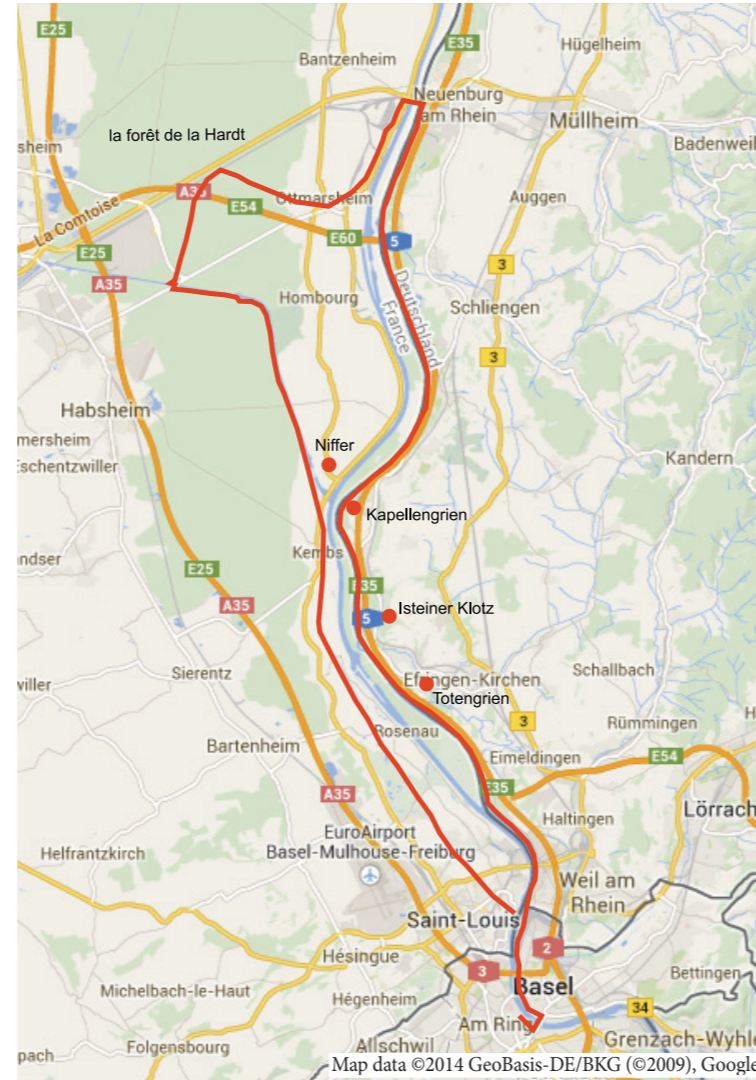 E25
E35
Bantzenheim
Hügelheim
Neuenburg
am Rhein
Müllheim
la forêt de la Hardt
sheim
Badenweil
A35
Ottmarsheim
Auggen
E54
La Comtoise
E60
5
E25
3
A35
Deutschland
France
Hombourg
Schliengen
3
Habsheim
mersheim
Eschentzwiller
Niffer
Kandern
Kapellengrien
Kembs
ndser
E25
E35
A35
5
Isteiner Klotz
Sierentz
Schallbach
willer
Efringen-Kirchen
Totengrien
3
Rümmingen
H
Rosenau
Bartenheim
Eimeldingen
E54
E35
A35
Lörrach
Haltingen
EuroAirport
Basel-Mulhouse-Freiburg
Helfrantzkirch
Weil am
Rhein
Saint-Louis
2
Hésingue
3
Bettingen
Michelbach-le-Haut
Basel
Hégenheim
34
Am Ring
Folgensbourg
Allschwil
Grenzach-Wyhle
pach
Map data ©2014 GeoBasis-DE/BKG (©2009), Google